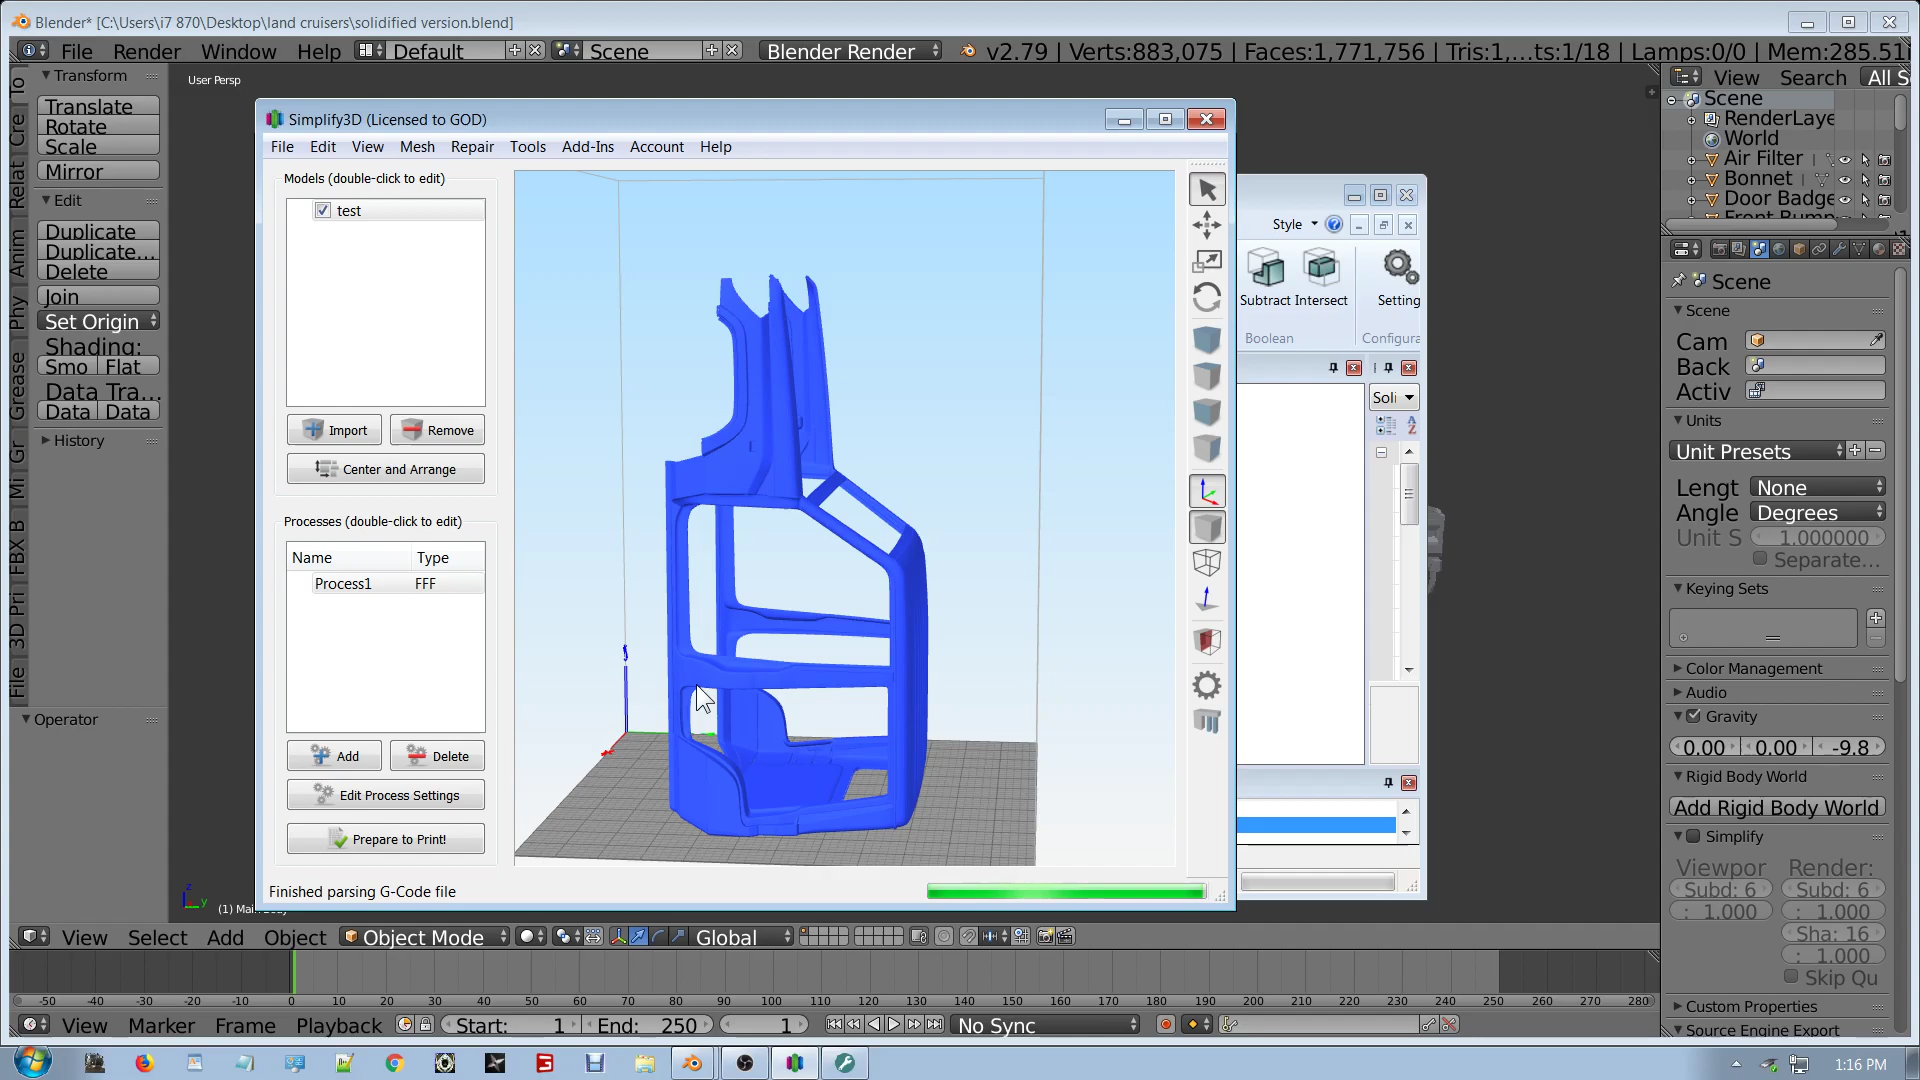 Blender* [C:\Users\i7 870\Desktop\land cruisers\solidified version.blend]
File Render Window Help Default Scene Blender Render v2.79 | Verts:883,075 | Faces:1,771,756 | Tris:1,...ts:1/18 | Lamps:0/0 | Mem:285.51
Transform
Translate
Rotate
Scale
Mirror
Edit
Duplicate
Duplicate...
Delete
Join
Set Origin
Shading:
Smo Flat
Data Tra...
Data Data
History
Operator
To
Cre
Relat
Anim
Phy
Grease
Gr
Mi
FBX B
3D Pri
File
User Persp
Simplify3D (Licensed to GOD)
File Edit View Mesh Repair Tools Add-Ins Account Help
Models (double-click to edit)
test
Import Remove
Center and Arrange
Processes (double-click to edit)
Name Type
Process1 FFF
Add Delete
Edit Process Settings
Prepare to Print!
Finished parsing G-Code file
Style
Subtract Intersect Setting
Boolean Configura
Soli
View Search All S
Scene
RenderLaye
World
Air Filter
Bonnet
Door Badge
Scene
Scene
Cam
Back
Activ
Units
Unit Presets
Lengt None
Angle Degrees
Unit S 1.000000
Separate...
Keying Sets
Color Management
Audio
Gravity
0.00 0.00 -9.8
Rigid Body World
Add Rigid Body World
Simplify
Viewpor Render:
Subd: 6 Subd: 6
: 1.000 : 1.000
Sha: 16
: 1.000
Skip Qu
Custom Properties
Source Engine Export
z
y
View Select Add Object Object Mode Global
-50 -40 -30 -20 -10 0 10 20 30 40 50 60 70 80 90 100 110 120 130 140 150 160 170 180 190 200 210 220 230 240 250 260 270 280
View Marker Frame Playback Start: 1 End: 250 1 No Sync
1:16 PM